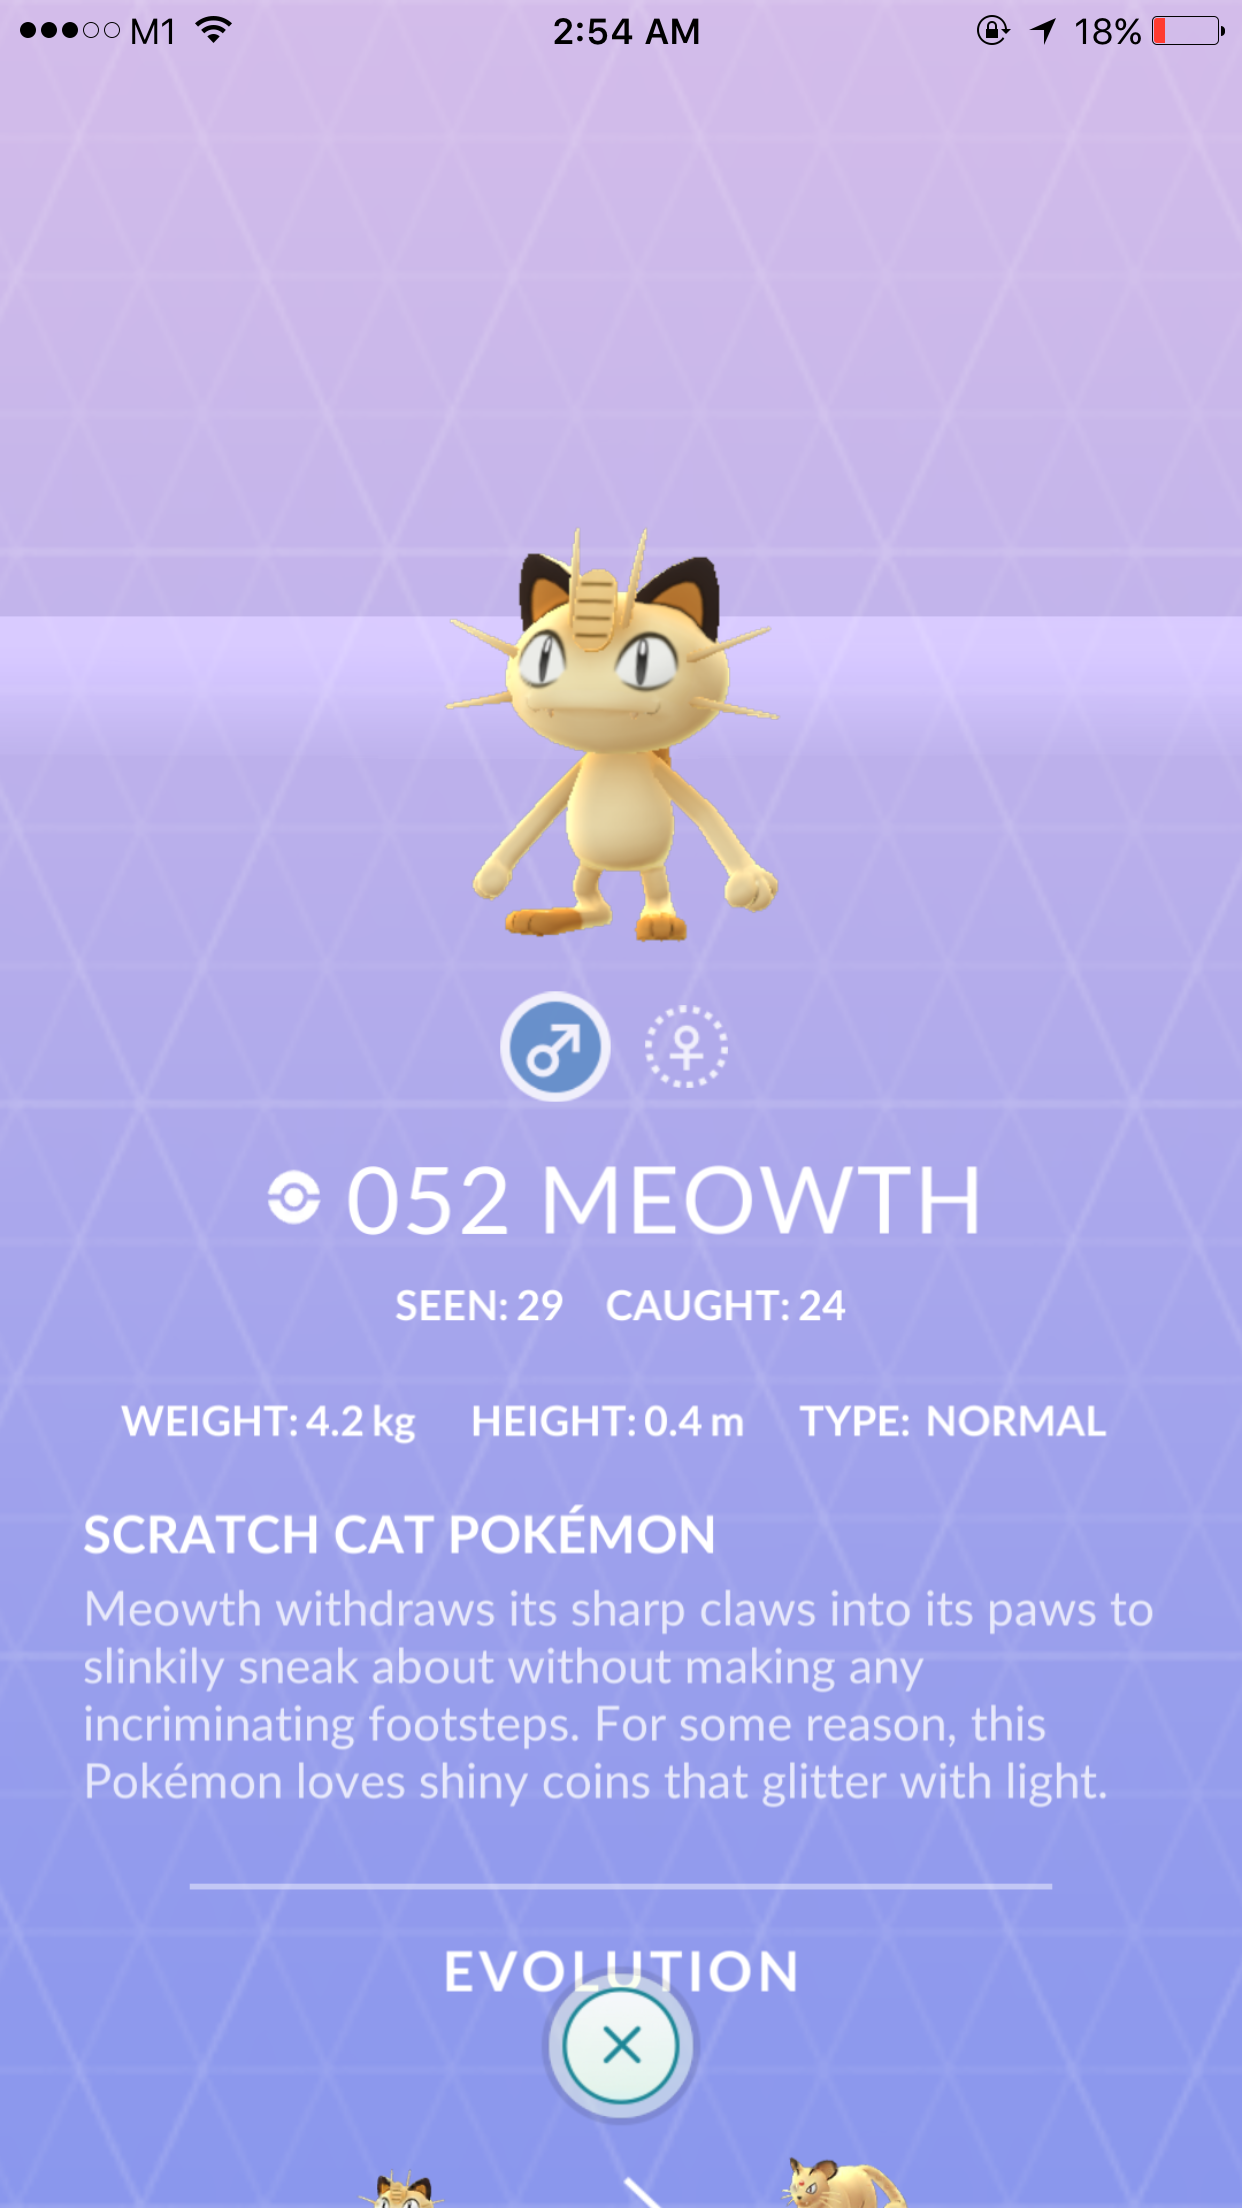 M1 2:54 AM 18%
052 MEOWTH
SEEN: 29 CAUGHT: 24
WEIGHT: 4.2 kg HEIGHT: 0.4 m TYPE: NORMAL
SCRATCH CAT POKÉMON
Meowth withdraws its sharp claws into its paws to
slinkily sneak about without making any
incriminating footsteps. For some reason, this
Pokémon loves shiny coins that glitter with light.
EVOLUTION